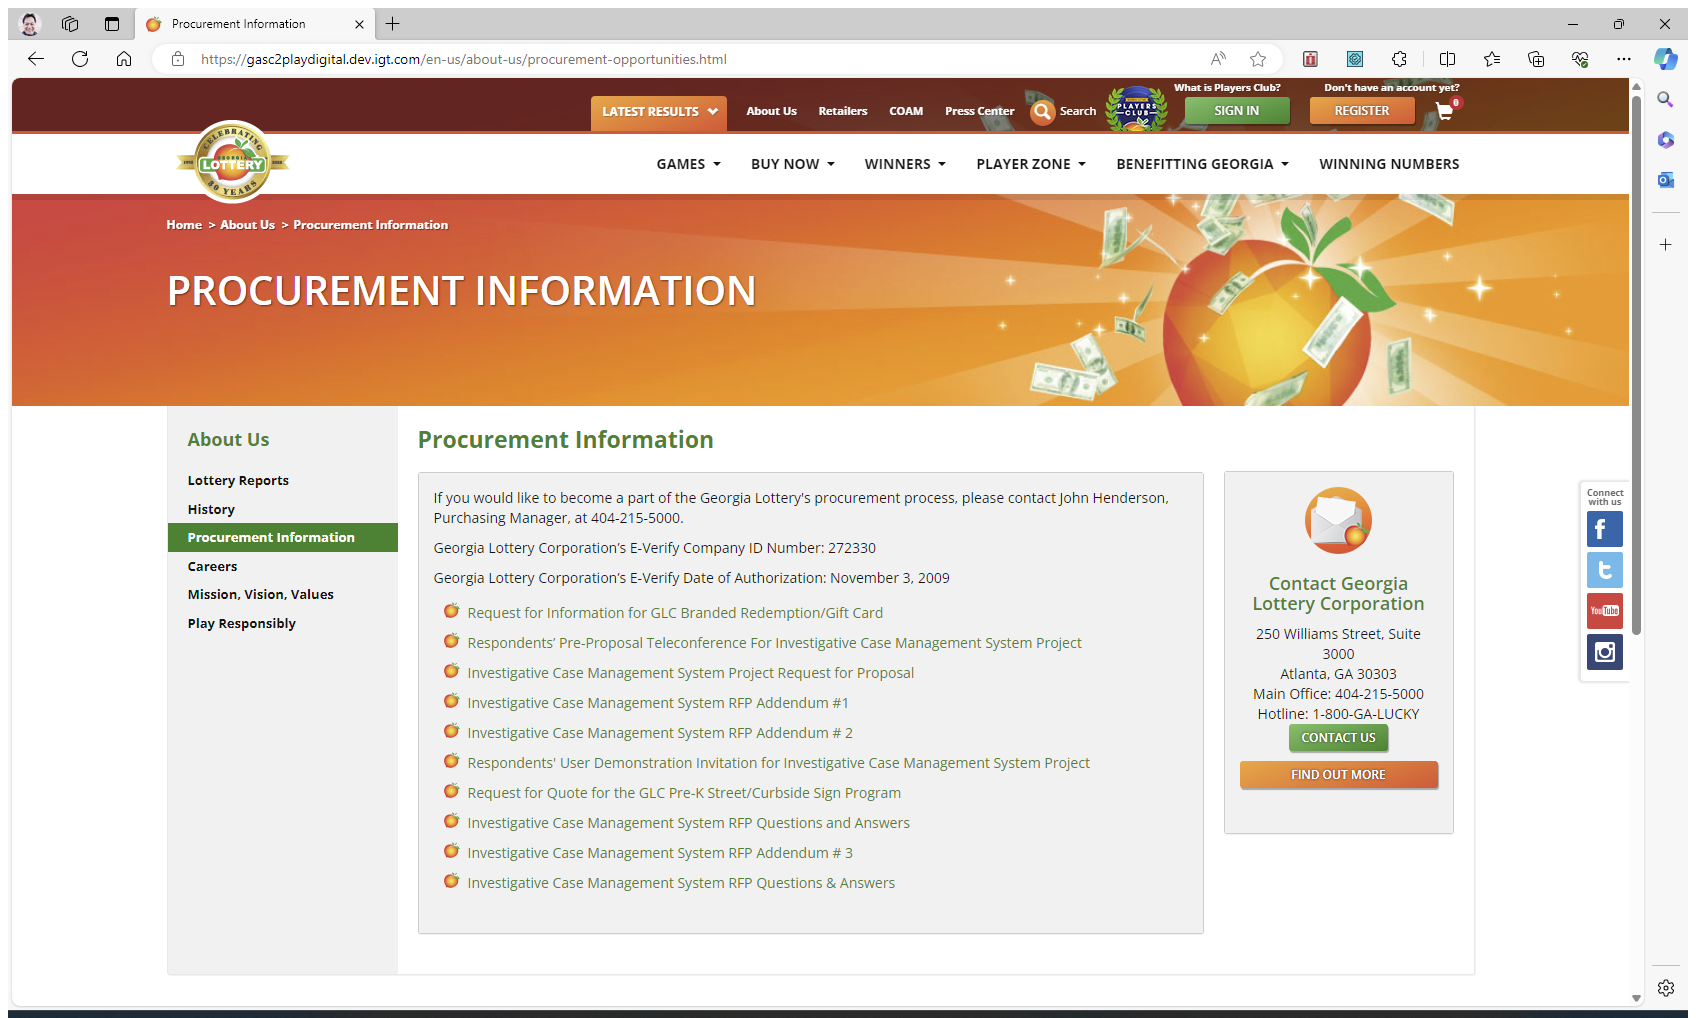 Procurement Information
https://gasc2playdigital.dev.igt.com/en-us/about-us/procurement-opportunities.html
What is Players Club? Don't have an account yet?
LATEST RESULTS About Us Retailers COAM Press Center Search PLAYERS CLUB SIGN IN REGISTER 0
CELEBRATING
GEORGIA
LOTTERY
30 YEARS
GAMES BUY NOW WINNERS PLAYER ZONE BENEFITTING GEORGIA WINNING NUMBERS
Home > About Us > Procurement Information
PROCUREMENT INFORMATION
About Us
Lottery Reports
History
Procurement Information
Careers
Mission, Vision, Values
Play Responsibly
Procurement Information
If you would like to become a part of the Georgia Lottery's procurement process, please contact John Henderson,
Purchasing Manager, at 404-215-5000.
Georgia Lottery Corporation’s E-Verify Company ID Number: 272330
Georgia Lottery Corporation’s E-Verify Date of Authorization: November 3, 2009
Request for Information for GLC Branded Redemption/Gift Card
Respondents’ Pre-Proposal Teleconference For Investigative Case Management System Project
Investigative Case Management System Project Request for Proposal
Investigative Case Management System RFP Addendum #1
Investigative Case Management System RFP Addendum # 2
Respondents' User Demonstration Invitation for Investigative Case Management System Project
Request for Quote for the GLC Pre-K Street/Curbside Sign Program
Investigative Case Management System RFP Questions and Answers
Investigative Case Management System RFP Addendum # 3
Investigative Case Management System RFP Questions & Answers
Contact Georgia
Lottery Corporation
250 Williams Street, Suite
3000
Atlanta, GA 30303
Main Office: 404-215-5000
Hotline: 1-800-GA-LUCKY
CONTACT US
FIND OUT MORE
Connect
with us
YouTube